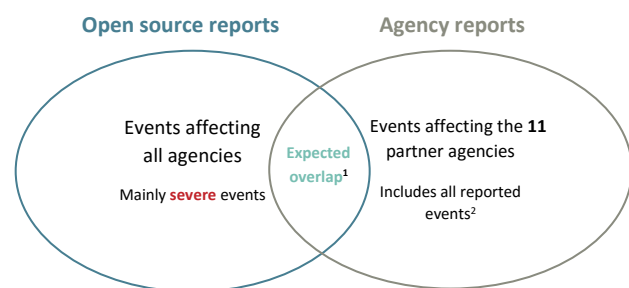 Open source reports
Agency reports
Events affecting
all agencies
Mainly severe events
Expected
overlap¹
Events affecting the 11
partner agencies
Includes all reported
events²